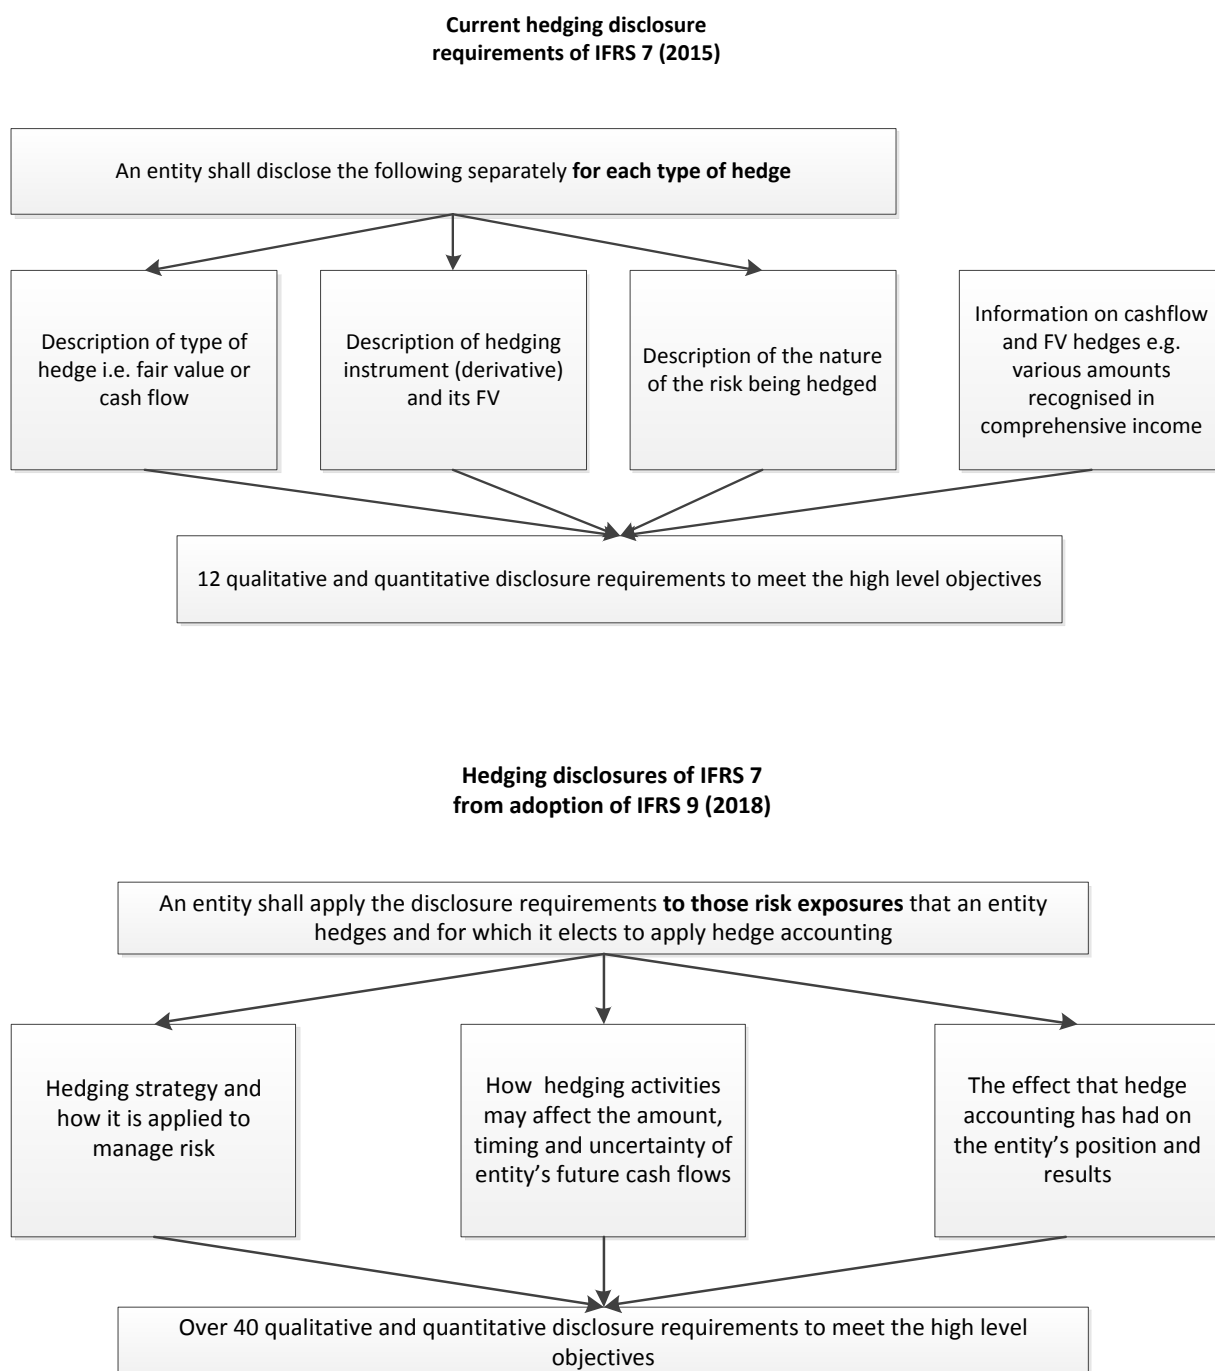 Current hedging disclosure
requirements of IFRS 7 (2015)
An entity shall disclose the following separately for each type of hedge
Description of type of
hedge i.e. fair value or
cash flow
Description of hedging
instrument (derivative)
and its FV
Description of the nature
of the risk being hedged
Information on cashflow
and FV hedges e.g.
various amounts
recognised in
comprehensive income
12 qualitative and quantitative disclosure requirements to meet the high level objectives
Hedging disclosures of IFRS 7
from adoption of IFRS 9 (2018)
An entity shall apply the disclosure requirements to those risk exposures that an entity
hedges and for which it elects to apply hedge accounting
Hedging strategy and
how it is applied to
manage risk
How hedging activities
may affect the amount,
timing and uncertainty of
entity’s future cash flows
The effect that hedge
accounting has had on
the entity’s position and
results
Over 40 qualitative and quantitative disclosure requirements to meet the high level
objectives